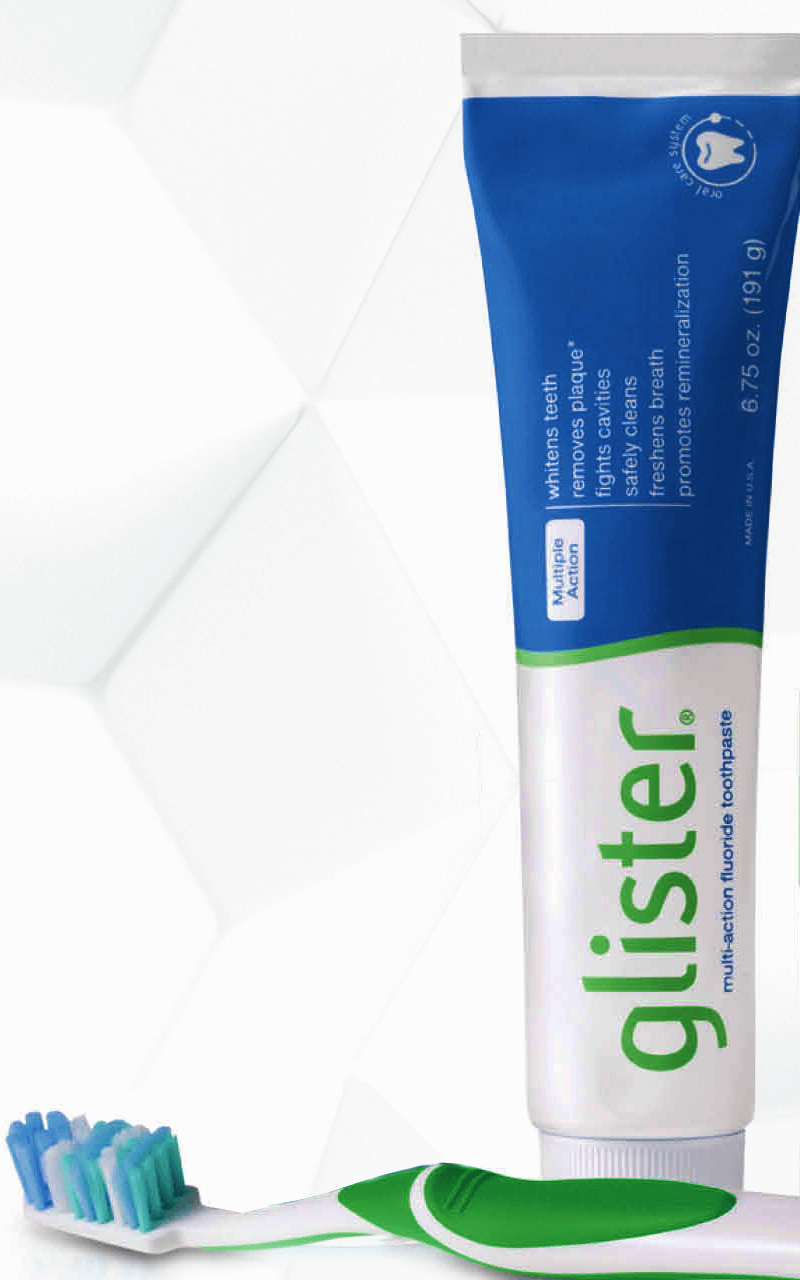 oral care system
whitens teeth
removes plaque*
fights cavities
safely cleans
freshens breath
promotes remineralization
Multiple
Action
MADE IN U.S.A.
6.75 oz. (191 g)
glister®
multi-action fluoride toothpaste